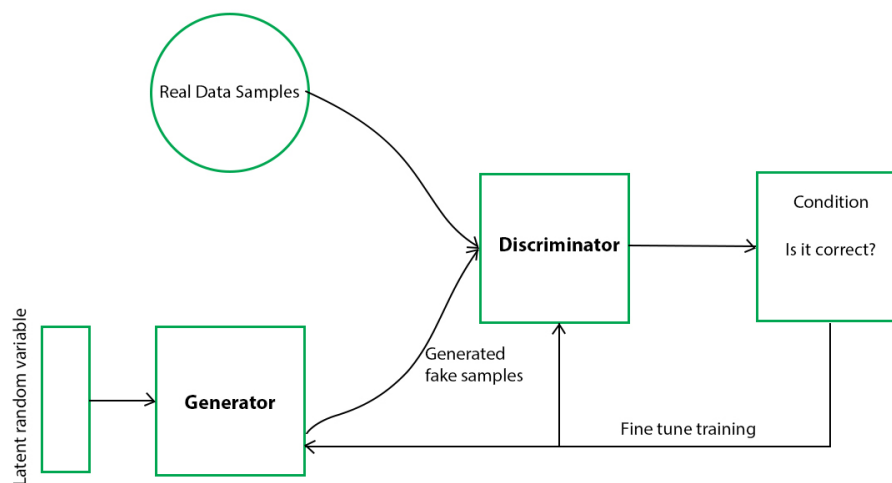 Real Data Samples
Discriminator
Condition
Is it correct?
Latent random variable
Generator
Generated
fake samples
Fine tune training